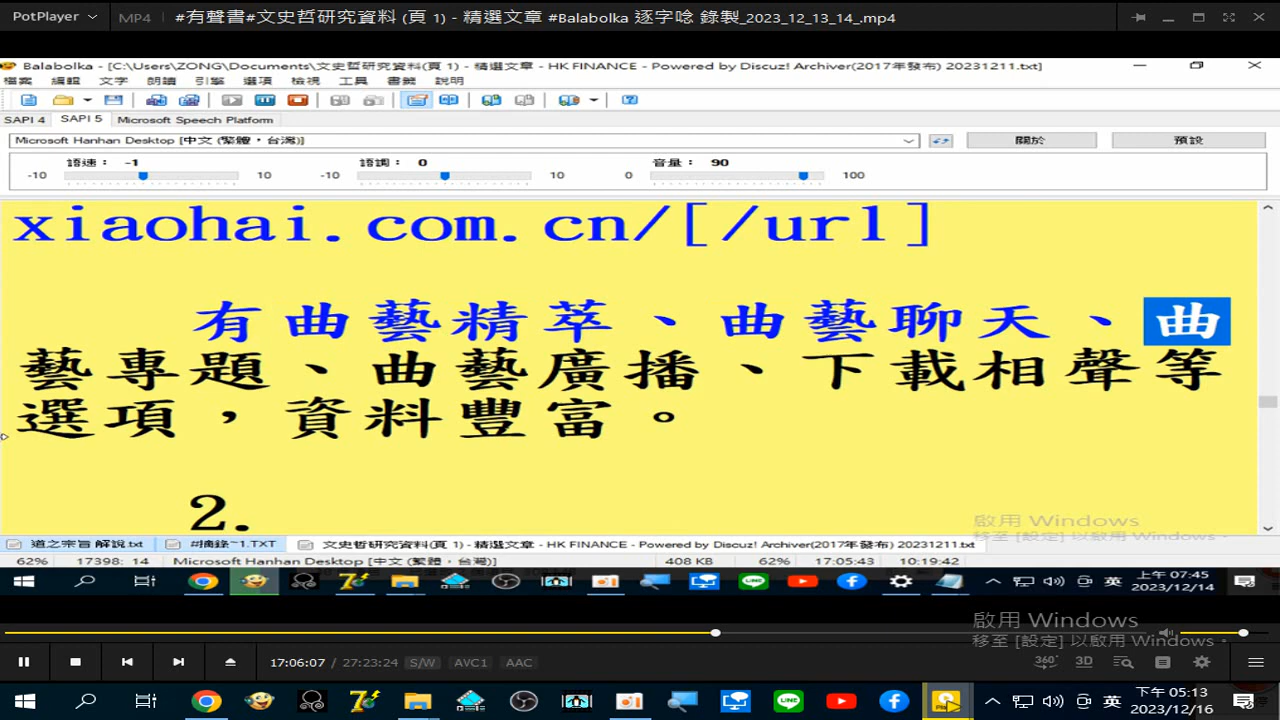 PotPlayer
MP4
#有聲書#文史哲研究資料 (頁 1) - 精選文章 #Balabolka 逐字唸 錄製_2023_12_13_14_.mp4
Balabolka - [C:\Users\ZONG\Documents\文史哲研究資料(頁 1) - 精選文章 - HK FINANCE - Powered by Discuz! Archiver(2017年發布) 20231211.txt]
檔案 編輯 文字 朗讀 引擎 選項 檢視 工具 書籤 說明
SAPI 4 SAPI 5 Microsoft Speech Platform
Microsoft Hanhan Desktop [中文 (繁體，台灣)] 關於 預設
語速： -1 語調： 0 音量： 90
-10 10 -10 10 0 100
xiaohai.com.cn/[/url]
有曲藝精萃、曲藝聊天、曲
藝專題、曲藝廣播、下載相聲等
選項，資料豐富。
2.
啟用 Windows
移至 [設定] 以啟用 Windows。
道之宗旨 解說.txt #摘錄~1.TXT 文史哲研究資料(頁 1) - 精選文章 - HK FINANCE - Powered by Discuz! Archiver(2017年發布) 20231211.txt
62% 17398: 14 Microsoft Hanhan Desktop [中文 (繁體，台灣)] 408 KB 62% 17:05:43 10:19:42
英 上午 07:45
2023/12/14
啟用 Windows
移至 [設定] 以啟用 Windows。
17:06:07 / 27:23:24 S/W AVC1 AAC
360° 3D
英 下午 05:13
2023/12/16